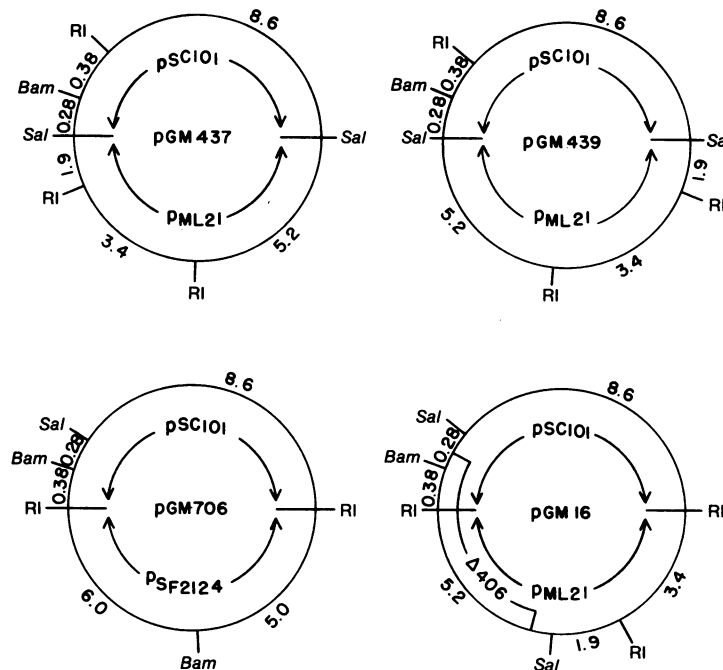 8.6
RI
0.38
Bam
0.28
Sal
1.9
RI
3.4
RI
5.2
Sal
pSC101
pGM437
pML21
8.6
RI
0.38
Bam
0.28
Sal
5.2
RI
3.4
RI
1.9
Sa
pSC101
pGM439
pML21
8.6
Sal
0.28
Bam
0.38
RI
6.0
Bam
5.0
RI
pSC101
pGM706
pSF2124
8.6
Sal
0.28
Bam
0.38
RI
5.2
Δ406
Sal
1.9
RI
3.4
RI
pSC101
pGM16
pML21